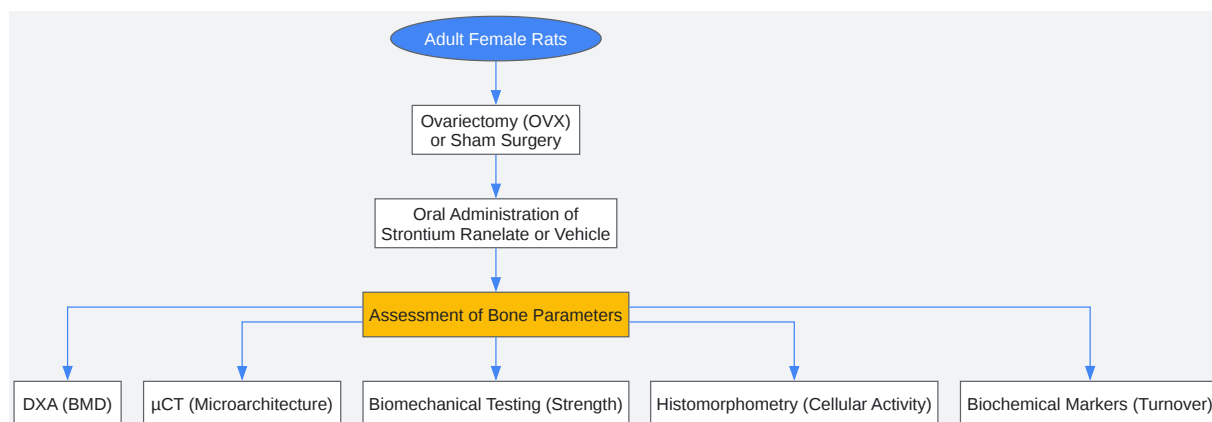 Adult Female Rats
Ovariectomy (OVX)
or Sham Surgery
Oral Administration of
Strontium Ranelate or Vehicle
Assessment of Bone Parameters
DXA (BMD)
µCT (Microarchitecture)
Biomechanical Testing (Strength)
Histomorphometry (Cellular Activity)
Biochemical Markers (Turnover)